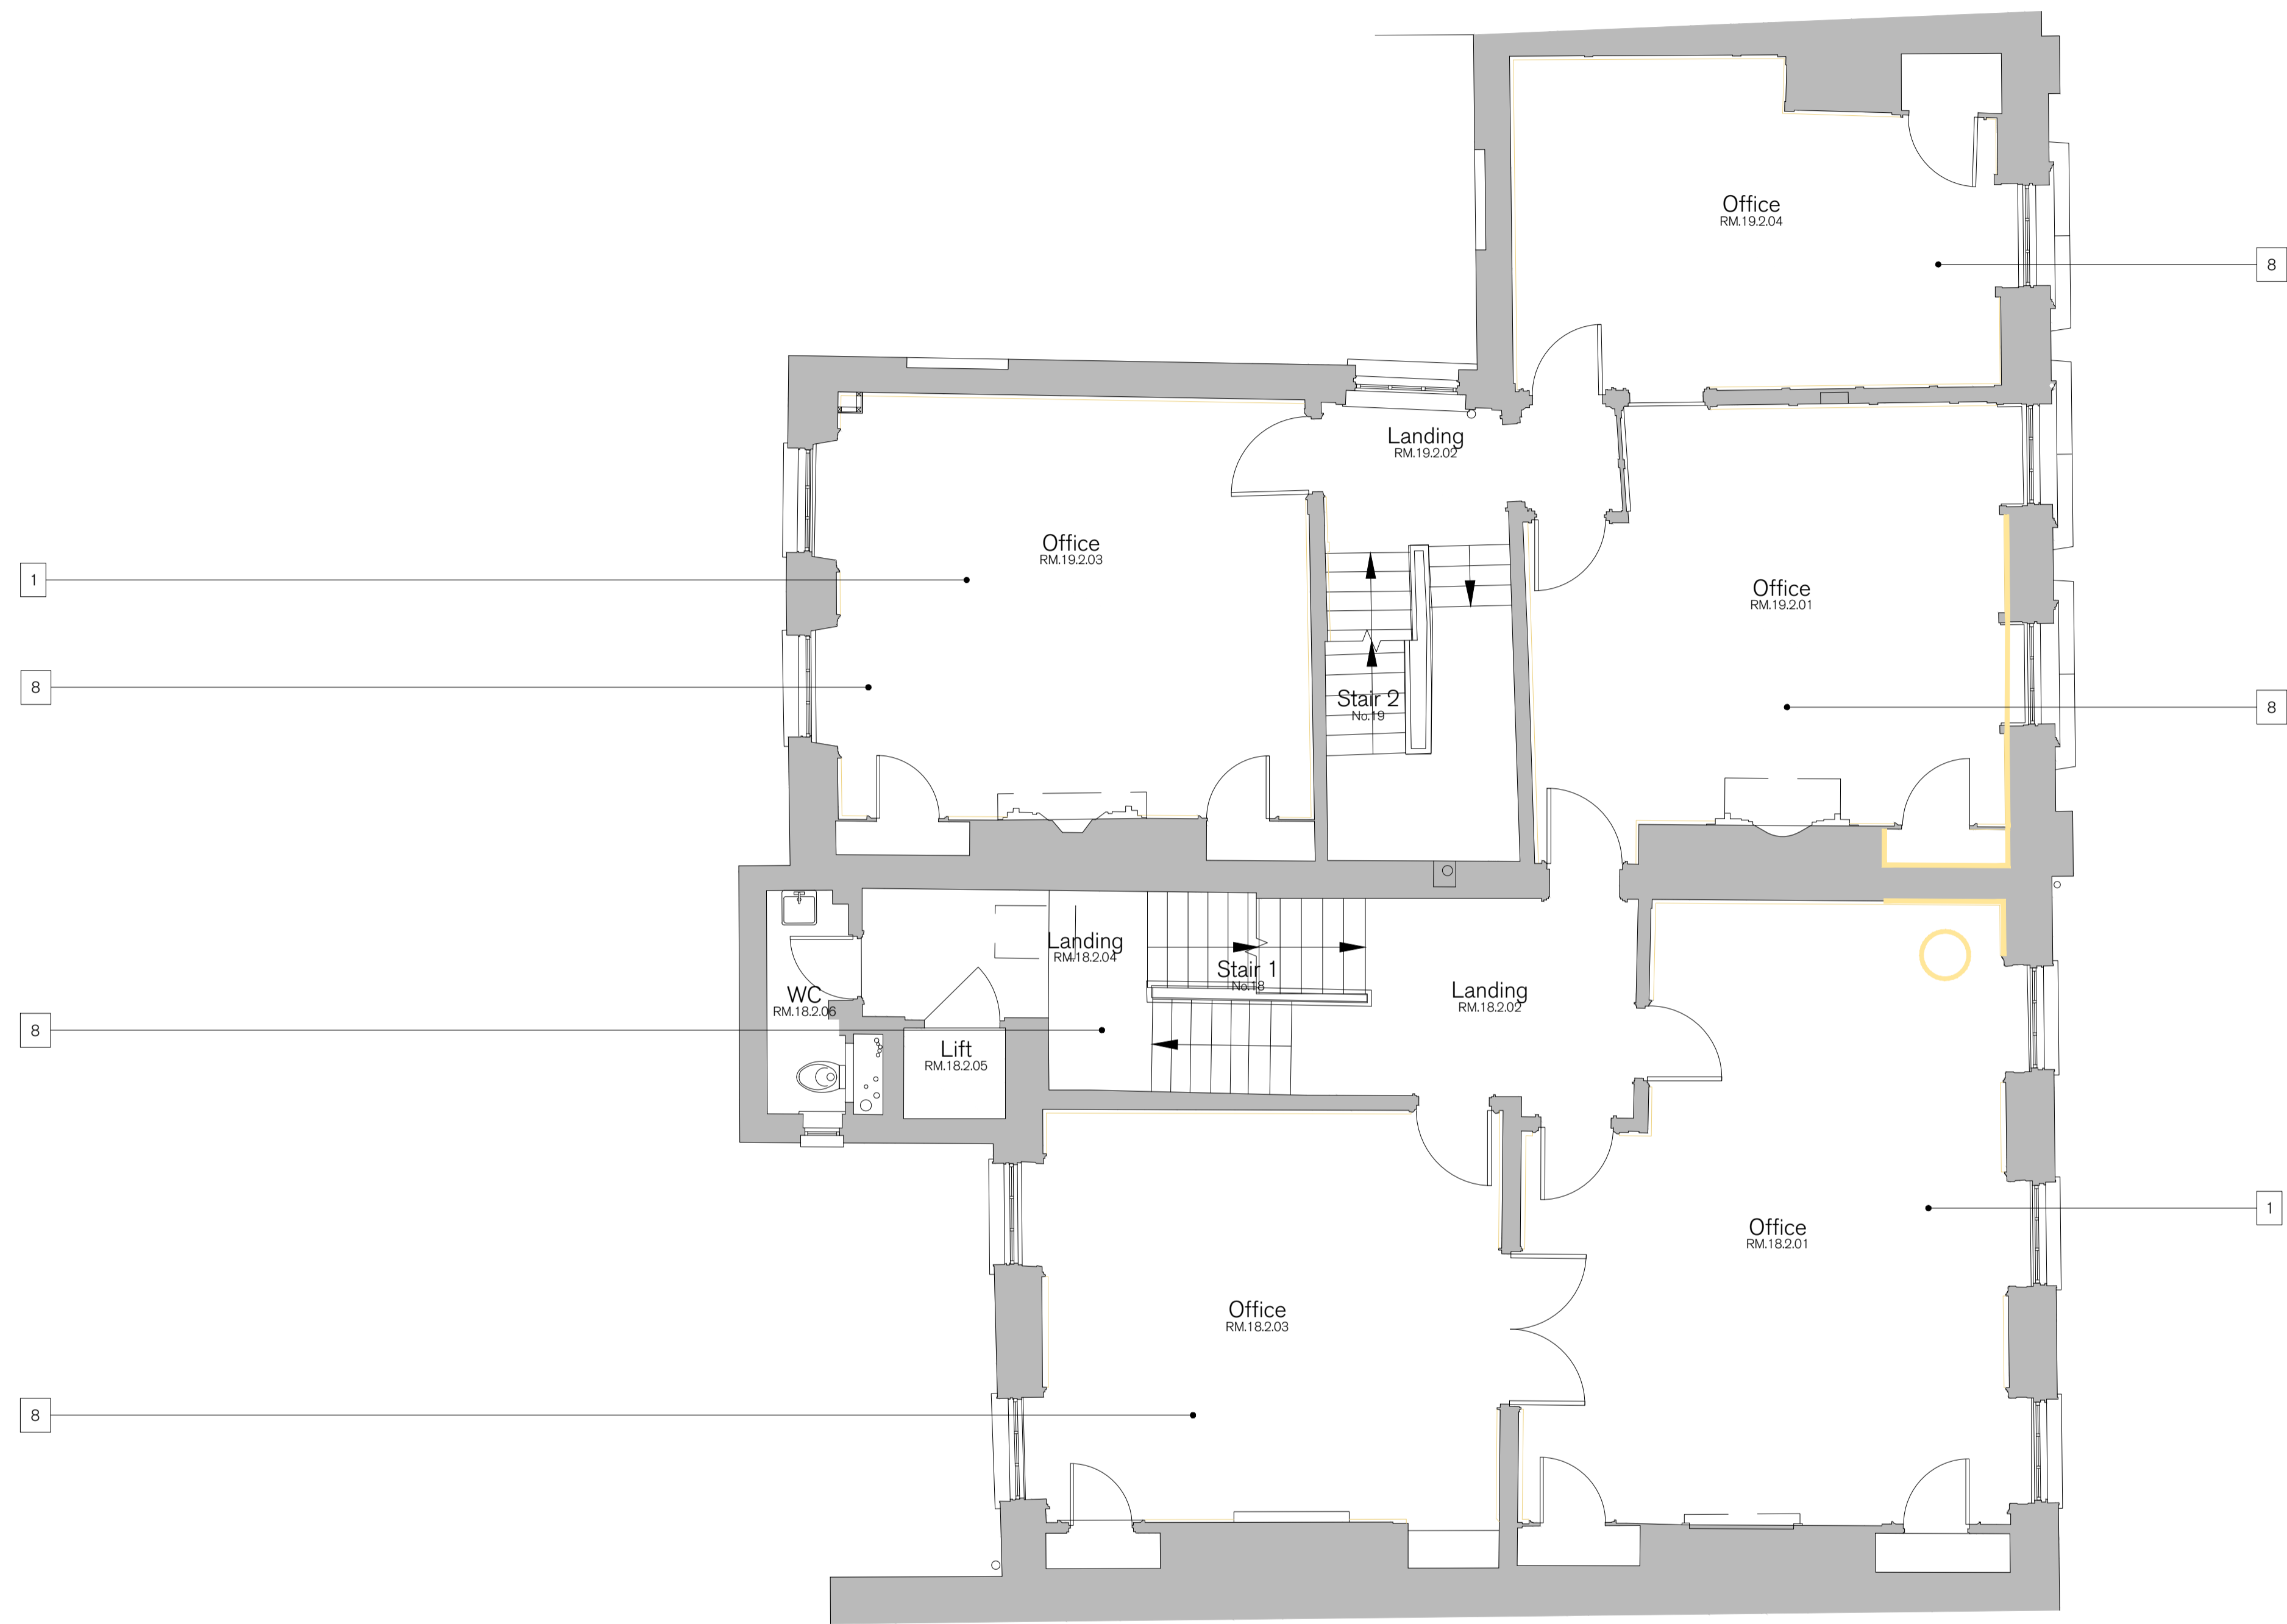 Office
RM.19.2.04
8
Landing
RM.19.2.02
Office
RM.19.2.03
1
Office
RM.19.2.01
8
Stair 2
No.19
8
Landing
RM.18.2.04
Stair 1
No.18
WC
RM.18.2.06
Landing
RM.18.2.02
8
Lift
RM.18.2.05
1
Office
RM.18.2.01
Office
RM.18.2.03
8